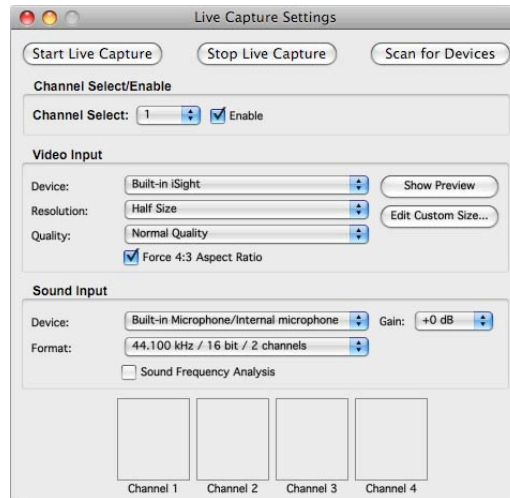 Live Capture Settings
Start Live Capture Stop Live Capture Scan for Devices
Channel Select/Enable
Channel Select: 1 Enable
Video Input
Device: Built-in iSight Show Preview
Resolution: Half Size Edit Custom Size...
Quality: Normal Quality
Force 4:3 Aspect Ratio
Sound Input
Device: Built-in Microphone/Internal microphone Gain: +0 dB
Format: 44.100 kHz / 16 bit / 2 channels
Sound Frequency Analysis
Channel 1 Channel 2 Channel 3 Channel 4